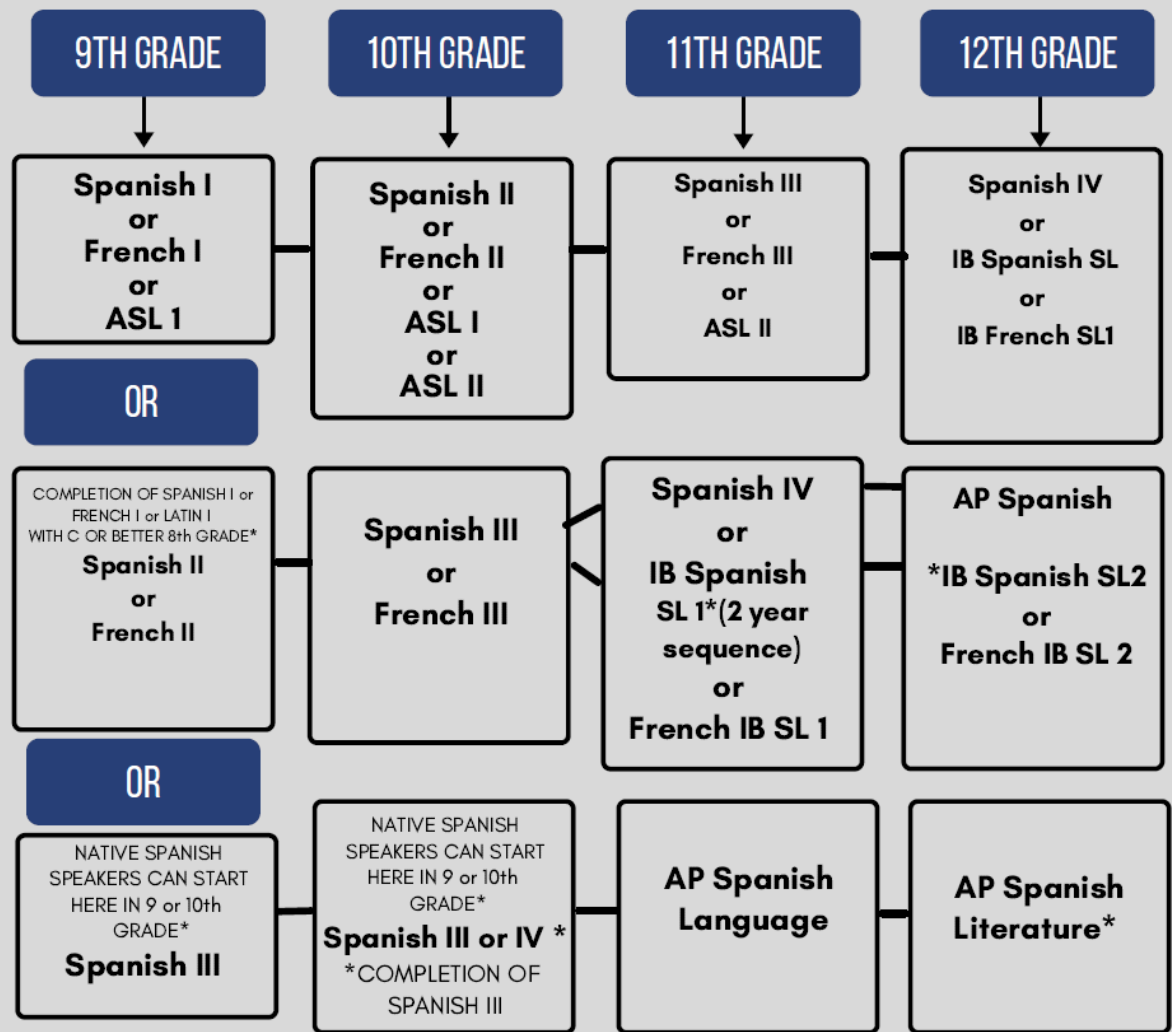 9TH GRADE
10TH GRADE
11TH GRADE
12TH GRADE
Spanish I
or
French I
or
ASL 1
Spanish II
or
French II
or
ASL I
or
ASL II
Spanish III
or
French III
or
ASL II
Spanish IV
or
IB Spanish SL
or
IB French SL1
OR
COMPLETION OF SPANISH I or
FRENCH I or LATIN I
WITH C OR BETTER 8th GRADE*
Spanish II
or
French II
Spanish III
or
French III
Spanish IV
or
IB Spanish
SL 1*(2 year
sequence)
or
French IB SL 1
AP Spanish
*IB Spanish SL2
or
French IB SL 2
OR
NATIVE SPANISH
SPEAKERS CAN START
HERE IN 9 or 10th
GRADE*
Spanish III
NATIVE SPANISH
SPEAKERS CAN START
HERE IN 9 or 10th
GRADE*
Spanish III or IV *
*COMPLETION OF
SPANISH III
AP Spanish
Language
AP Spanish
Literature*